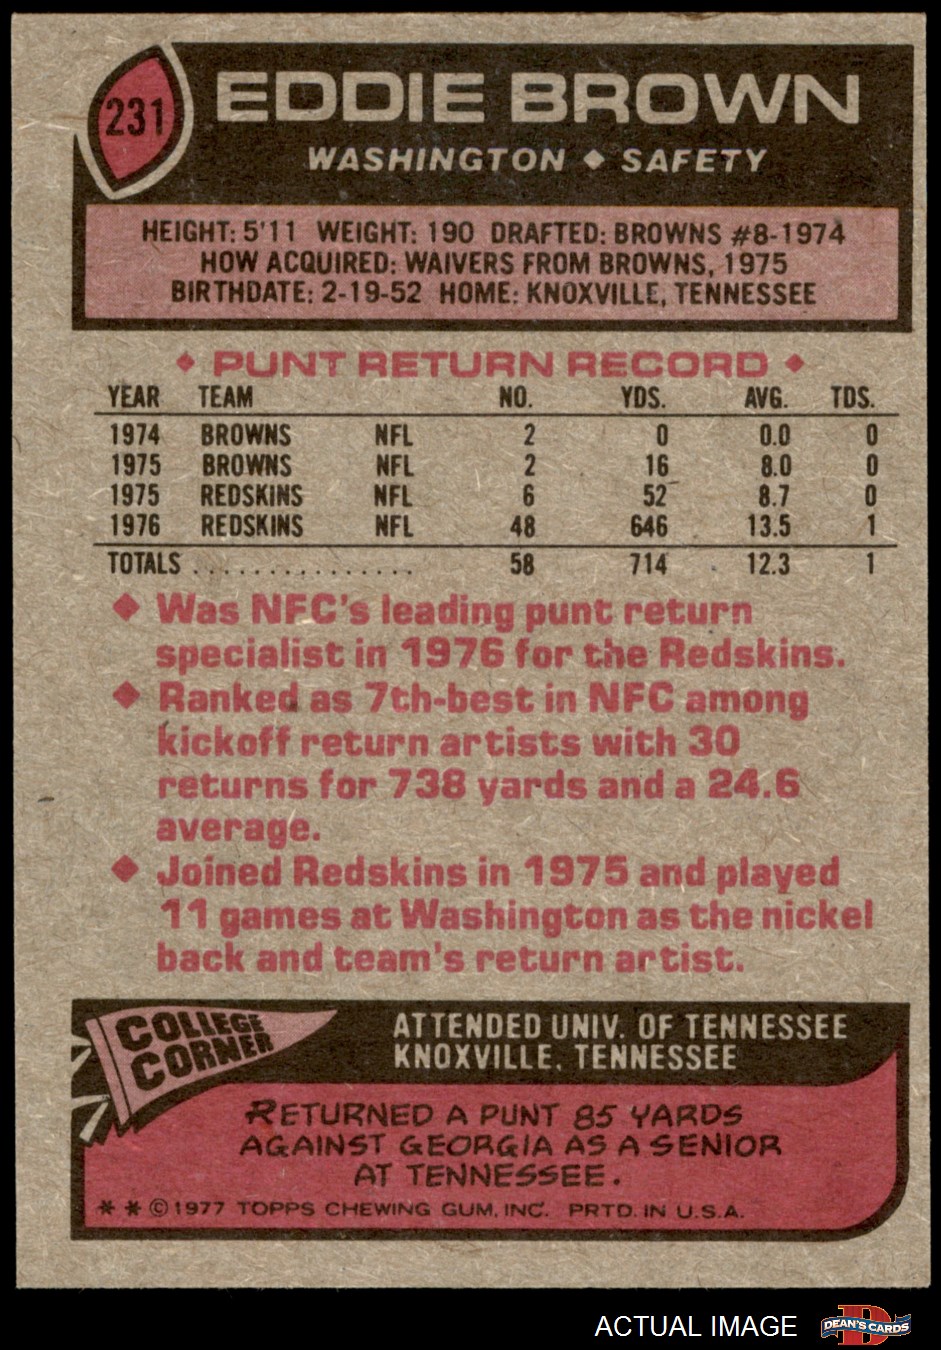 231
EDDIE BROWN
WASHINGTON ◆ SAFETY
HEIGHT: 5'11 WEIGHT: 190 DRAFTED: BROWNS #8-1974
HOW ACQUIRED: WAIVERS FROM BROWNS, 1975
BIRTHDATE: 2-19-52 HOME: KNOXVILLE, TENNESSEE
◆ PUNT RETURN RECORD ◆
YEAR TEAM NO. YDS. AVG. TDS.
1974 BROWNS NFL 2 0 0.0 0
1975 BROWNS NFL 2 16 8.0 0
1975 REDSKINS NFL 6 52 8.7 0
1976 REDSKINS NFL 48 646 13.5 1
TOTALS . . . . . . . . . . . . . . . 58 714 12.3 1
◆ Was NFC's leading punt return
specialist in 1976 for the Redskins.
◆ Ranked as 7th-best in NFC among
kickoff return artists with 30
returns for 738 yards and a 24.6
average.
◆ Joined Redskins in 1975 and played
11 games at Washington as the nickel
back and team's return artist.
COLLEGE
CORNER
ATTENDED UNIV. OF TENNESSEE
KNOXVILLE, TENNESSEE
RETURNED A PUNT 85 YARDS
AGAINST GEORGIA AS A SENIOR
AT TENNESSEE.
* * © 1977 TOPPS CHEWING GUM, INC. PRTD. IN U.S.A.
ACTUAL IMAGE
D
DEAN'S CARDS